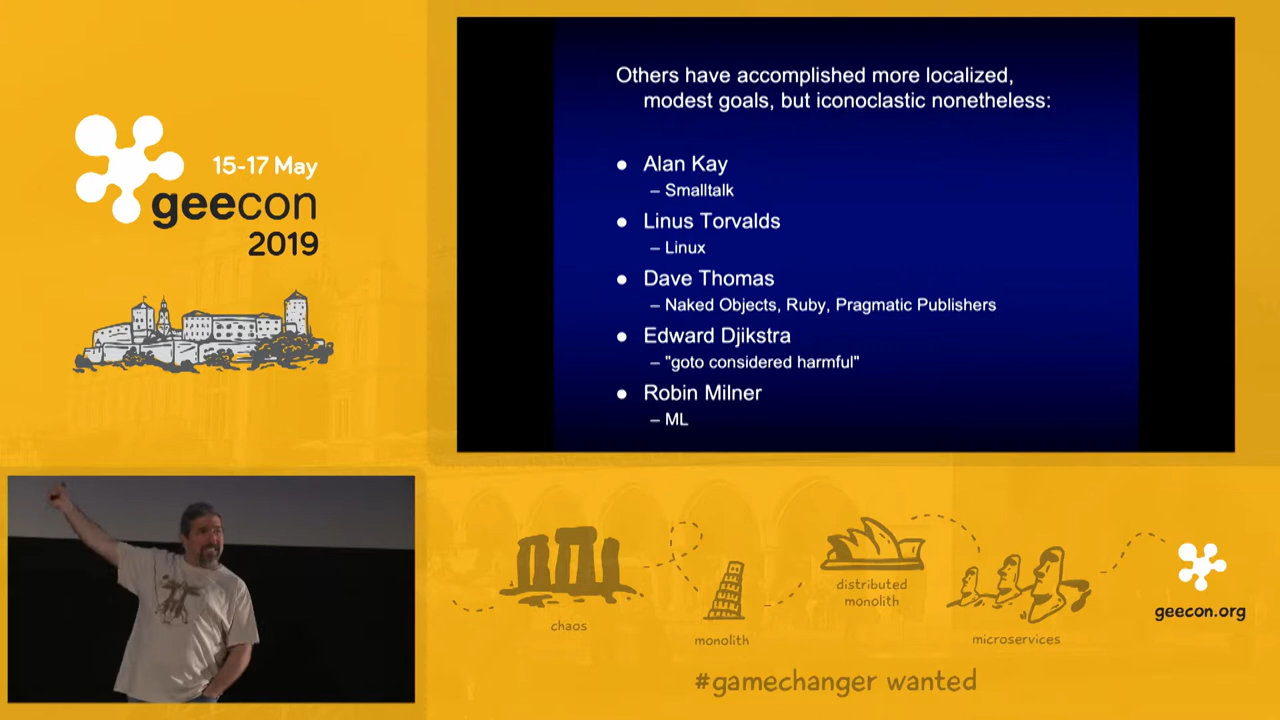 15-17 May
geecon
2019
Others have accomplished more localized,
modest goals, but iconoclastic nonetheless:
● Alan Kay
– Smalltalk
● Linus Torvalds
– Linux
● Dave Thomas
– Naked Objects, Ruby, Pragmatic Publishers
● Edward Djikstra
– "goto considered harmful"
● Robin Milner
– ML
chaos
monolith
distributed
monolith
microservices
geecon.org
#gamechanger wanted